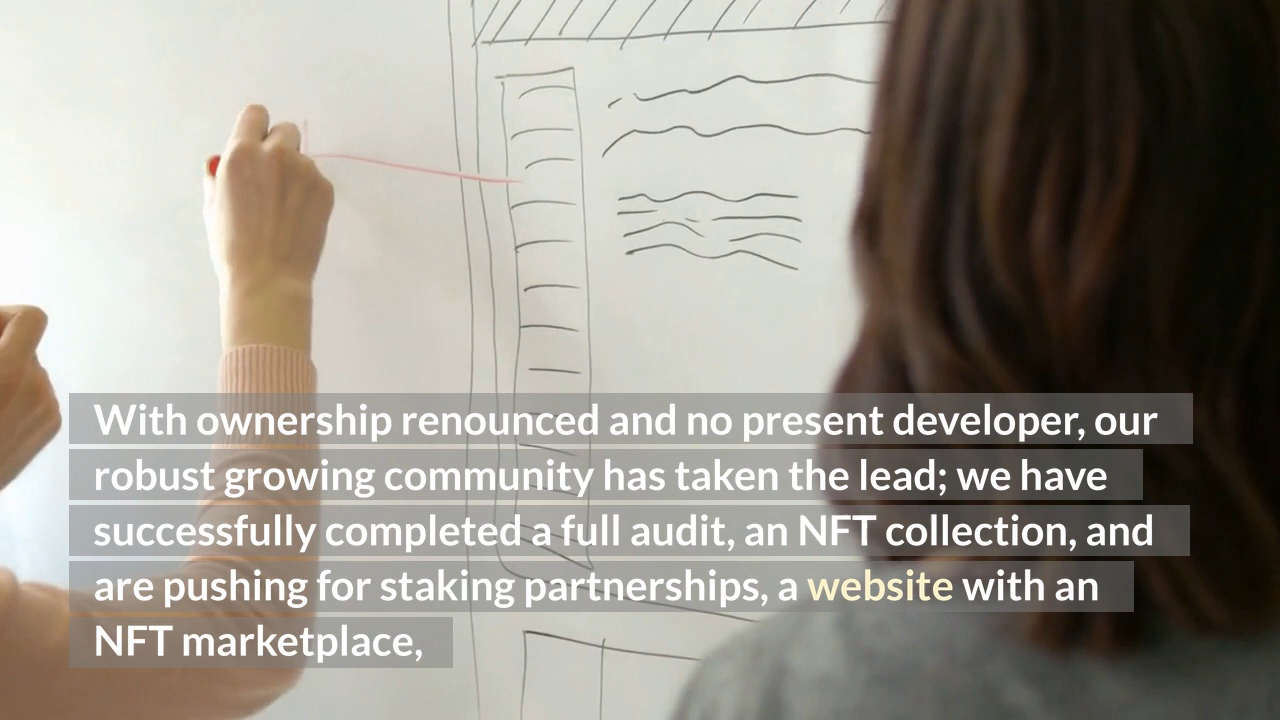 With ownership renounced and no present developer, our
robust growing community has taken the lead; we have
successfully completed a full audit, an NFT collection, and
are pushing for staking partnerships, a website with an
NFT marketplace,